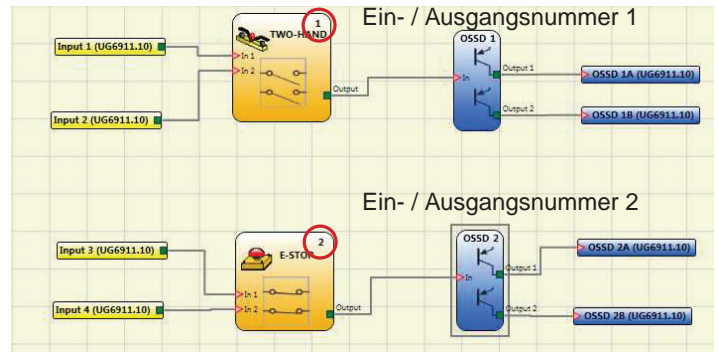 Ein- / Ausgangsnummer 1
Input 1 (UG6911.10)
Input 2 (UG6911.10)
1
TWO-HAND
In 1
In 2
Output
OSSD 1
In
Output 1
Output 2
OSSD 1A (UG6911.10)
OSSD 1B (UG6911.10)
Ein- / Ausgangsnummer 2
Input 3 (UG6911.10)
Input 4 (UG6911.10)
2
E-STOP
In 1
In 2
Output
OSSD 2
In
Output 1
Output 2
OSSD 2A (UG6911.10)
OSSD 2B (UG6911.10)